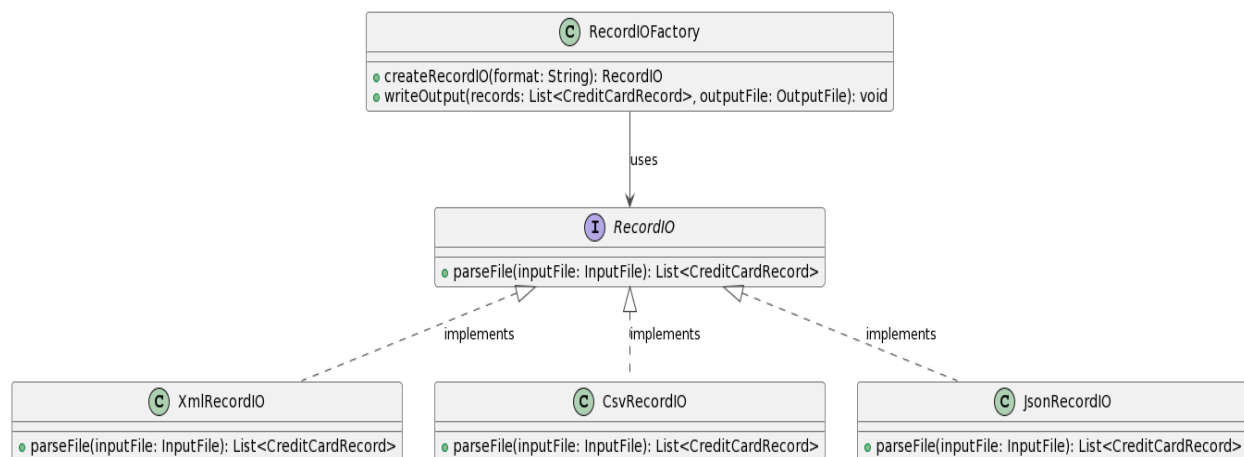 C RecordIOFactory
createRecordIO(format: String): RecordIO
writeOutput(records: List<CreditCardRecord>, outputFile: OutputFile): void
uses
I RecordIO
parseFile(inputFile: InputFile): List<CreditCardRecord>
implements implements implements
C XmlRecordIO
parseFile(inputFile: InputFile): List<CreditCardRecord>
C CsvRecordIO
parseFile(inputFile: InputFile): List<CreditCardRecord>
C JsonRecordIO
parseFile(inputFile: InputFile): List<CreditCardRecord>